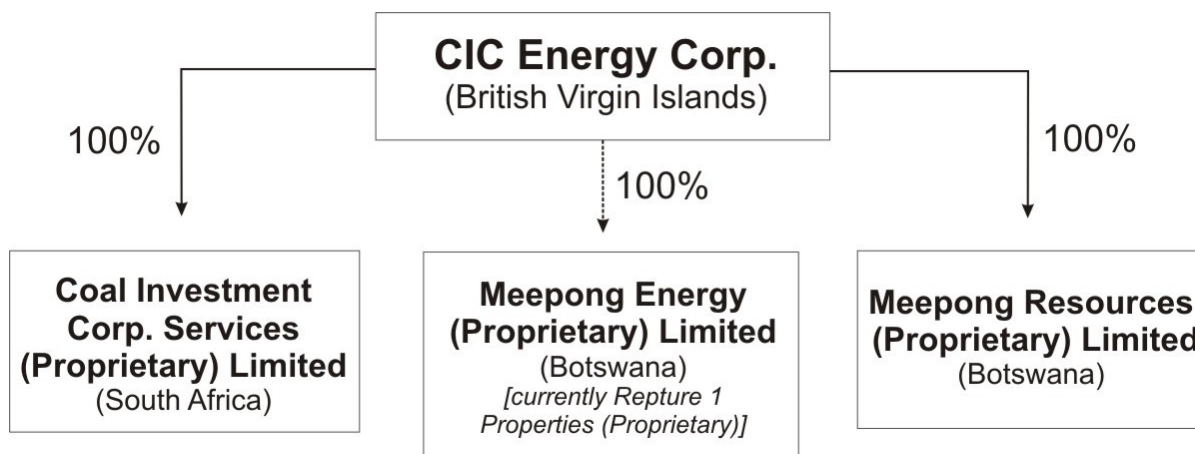 CIC Energy Corp.
(British Virgin Islands)
100%
100%
100%
Coal Investment
Corp. Services
(Proprietary) Limited
(South Africa)
Meepong Energy
(Proprietary) Limited
(Botswana)
[currently Repture 1
Properties (Proprietary)]
Meepong Resources
(Proprietary) Limited
(Botswana)